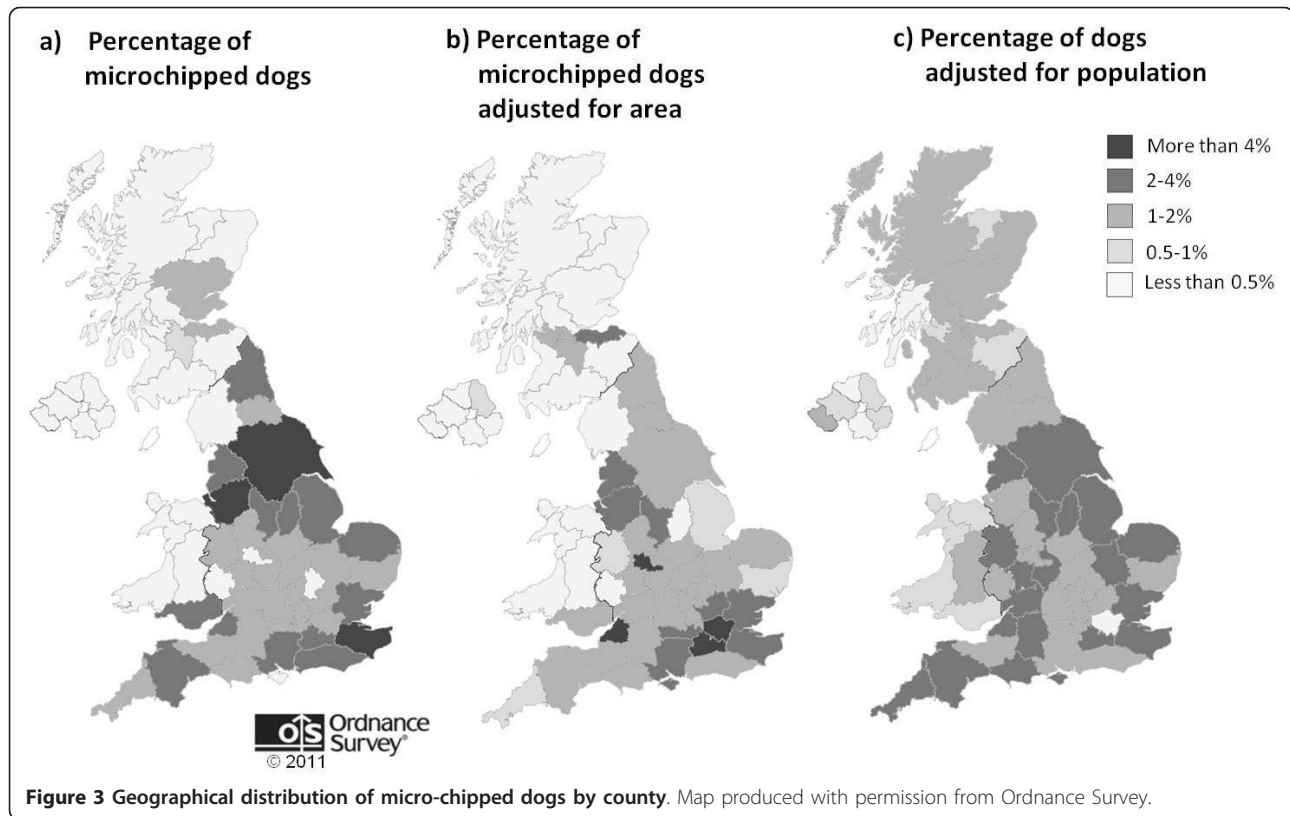 a) Percentage of
microchipped dogs
b) Percentage of
microchipped dogs
adjusted for area
c) Percentage of dogs
adjusted for population
More than 4%
2-4%
1-2%
0.5-1%
Less than 0.5%
OS Ordnance
Survey®
© 2011
Figure 3 Geographical distribution of micro-chipped dogs by county. Map produced with permission from Ordnance Survey.